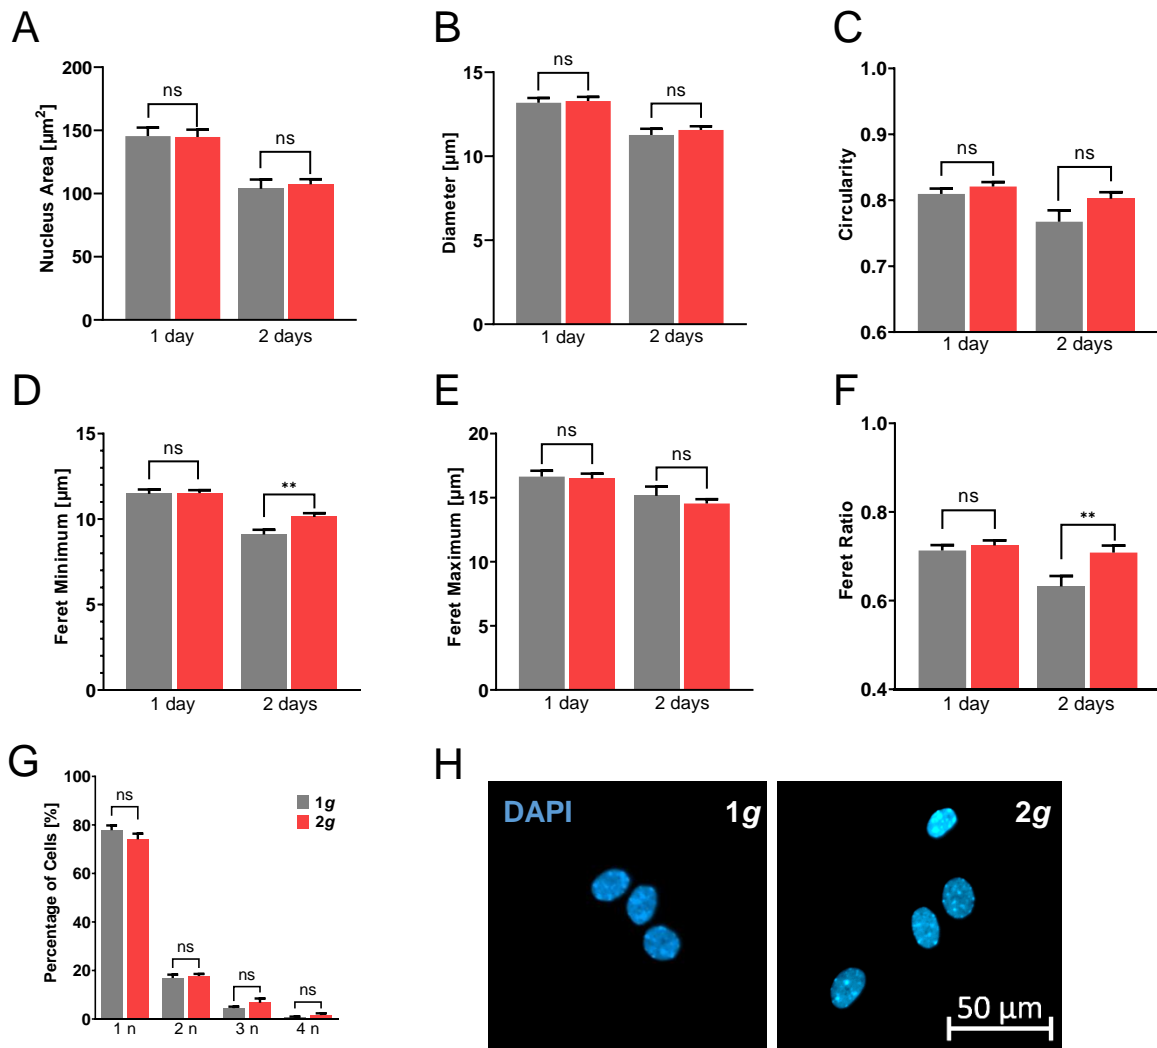 A
Nucleus Area [µm²]
200
150
100
50
0
ns
ns
1 day
2 days
B
Diameter [µm]
15
10
5
0
ns
ns
1 day
2 days
C
Circularity
1.0
0.9
0.8
0.7
0.6
ns
ns
1 day
2 days
D
Feret Minimum [µm]
15
10
5
0
ns
**
1 day
2 days
E
Feret Maximum [µm]
20
15
10
5
0
ns
ns
1 day
2 days
F
Feret Ratio
1.0
0.8
0.6
0.4
ns
**
1 day
2 days
G
Percentage of Cells [%]
100
80
60
40
20
0
ns
ns
ns
ns
1 n
2 n
3 n
4 n
1g
2g
H
DAPI
1g
2g
50 µm